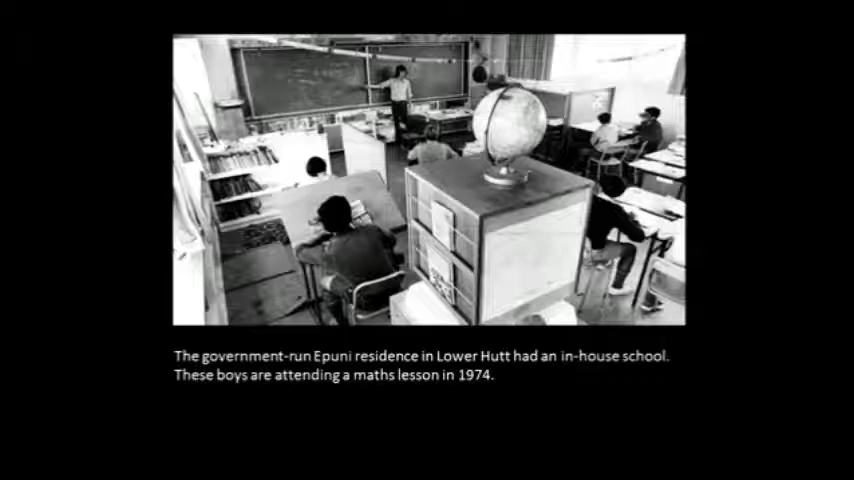 The government-run Epuni residence in Lower Hutt had an in-house school.
These boys are attending a maths lesson in 1974.